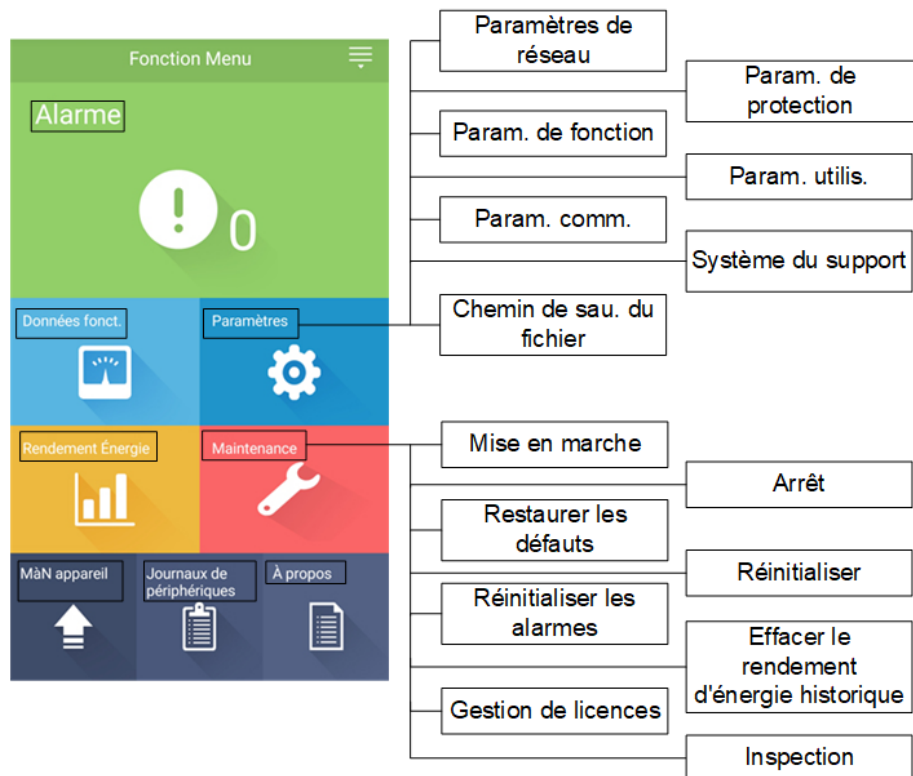 Fonction Menu
Alarme
0
Données fonct.
Paramètres
Rendement Énergie
Maintenance
MàN appareil
Journaux de
périphériques
À propos
Paramètres de
réseau
Param. de
protection
Param. de fonction
Param. utilis.
Param. comm.
Système du support
Chemin de sau. du
fichier
Mise en marche
Arrêt
Restaurer les
défauts
Réinitialiser
Réinitialiser les
alarmes
Effacer le
rendement
d'énergie historique
Gestion de licences
Inspection